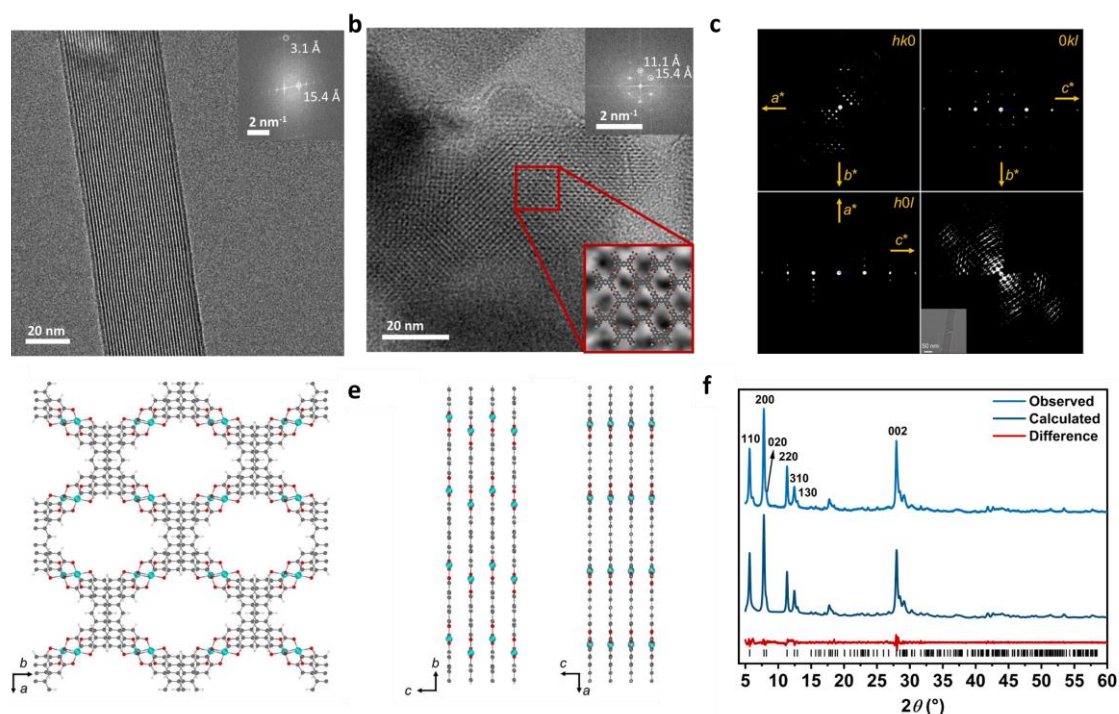 3.1 Å
15.4 Å
2 nm⁻¹
20 nm
b
11.1 Å
15.4 Å
2 nm⁻¹
20 nm
c
hk0
a*
b*
0kl
c*
b*
h0l
a*
c*
50 nm
b
a
e
b
c
c
a
f
200
110
020
220
310
130
002
Observed
Calculated
Difference
5 10 15 20 25 30 35 40 45 50 55 60
2θ (°)